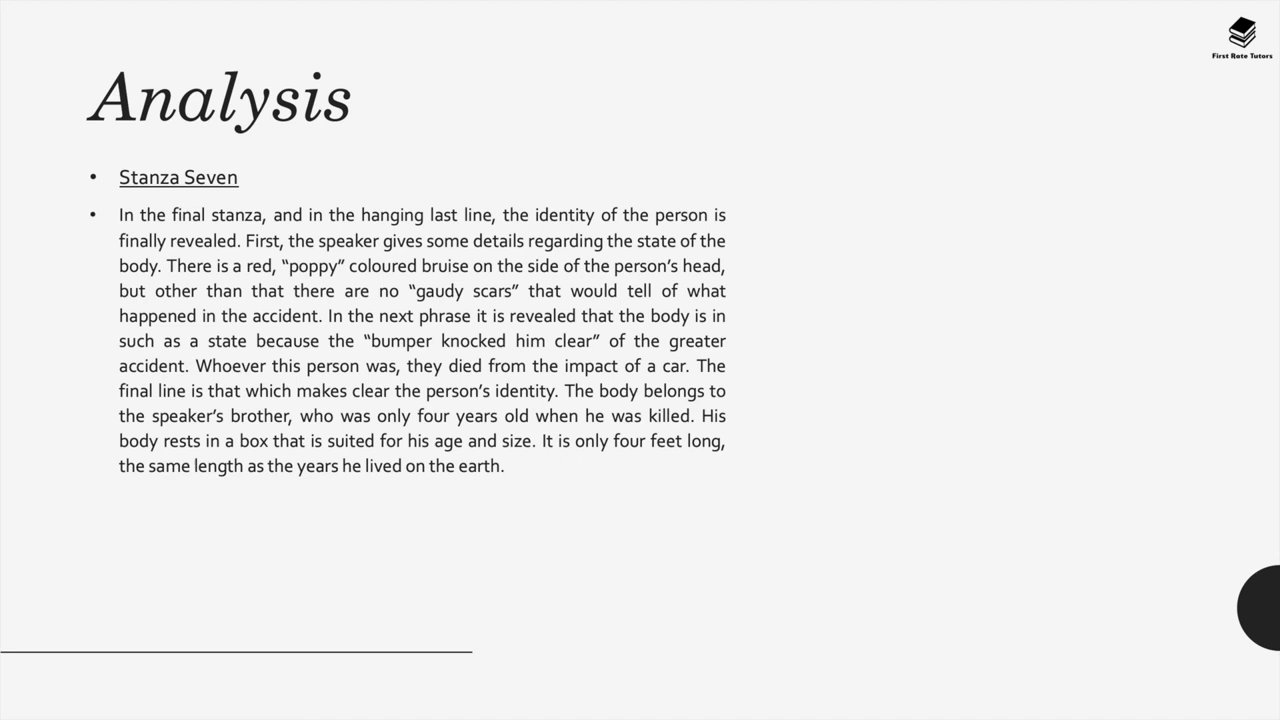 First Rate Tutors
Analysis
• Stanza Seven
• In the final stanza, and in the hanging last line, the identity of the person is
finally revealed. First, the speaker gives some details regarding the state of the
body. There is a red, “poppy” coloured bruise on the side of the person’s head,
but other than that there are no “gaudy scars” that would tell of what
happened in the accident. In the next phrase it is revealed that the body is in
such as a state because the “bumper knocked him clear” of the greater
accident. Whoever this person was, they died from the impact of a car. The
final line is that which makes clear the person’s identity. The body belongs to
the speaker’s brother, who was only four years old when he was killed. His
body rests in a box that is suited for his age and size. It is only four feet long,
the same length as the years he lived on the earth.